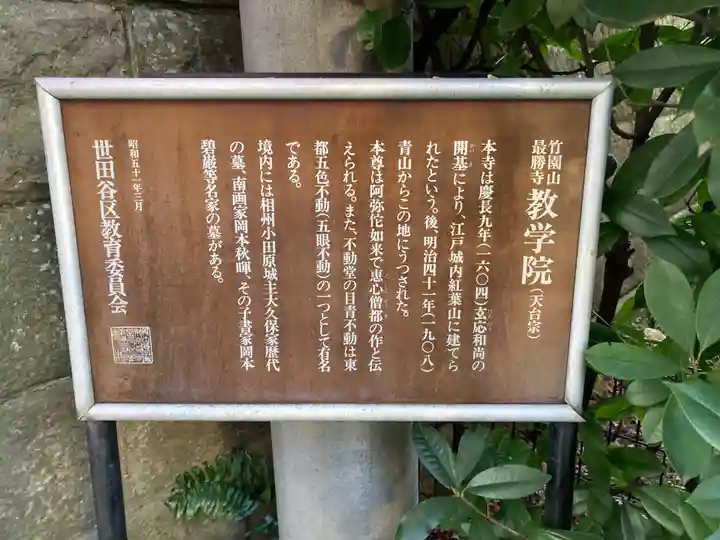 竹園山
最勝寺
教学院(天台宗)
本寺は慶長九年(一六〇四)玄応和尚の
開基により、江戸城内紅葉山に建てら
れたという。後、明治四十一年(一九〇八)
青山からこの地にうつされた。
本尊は阿弥陀如来で恵心僧都の作と伝
えられる。また、不動堂の目青不動は東
都五色不動(五眼不動)の一つとして有名
である。
境内には相州小田原城主大久保家歴代
の墓、南画家岡本秋暉、その子書家岡本
碧巌等名家の墓がある。
昭和五十一年三月
世田谷区教育委員会